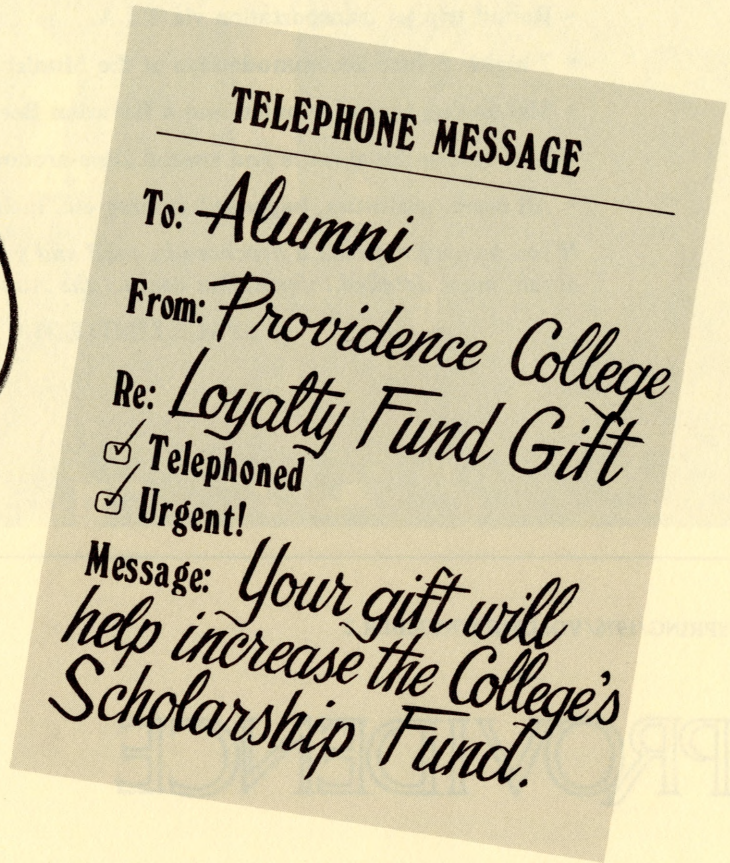 TELEPHONE MESSAGE
To: Alumni
From: Providence College
Re: Loyalty Fund Gift
Telephoned
Urgent!
Message: Your gift will
help increase the College's
Scholarship Fund.